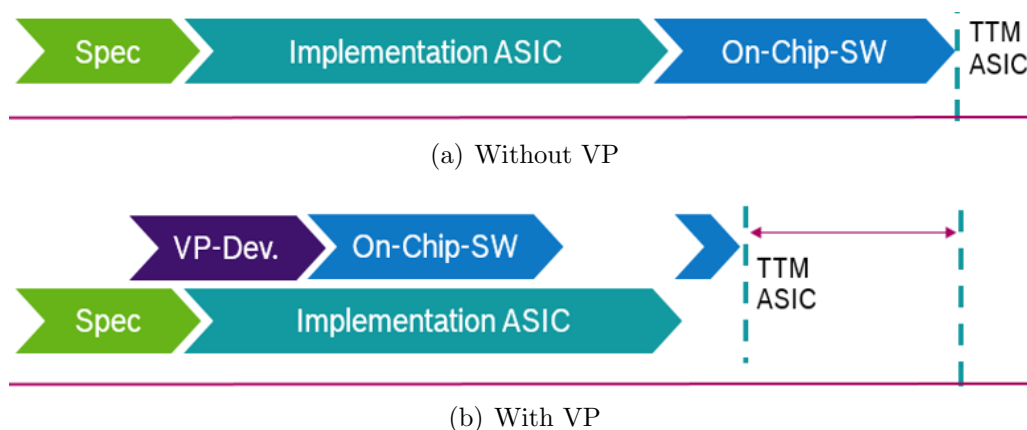 Spec
Implementation ASIC
On-Chip-SW
TTM
ASIC
(a) Without VP
VP-Dev.
On-Chip-SW
TTM
ASIC
Spec
Implementation ASIC
(b) With VP